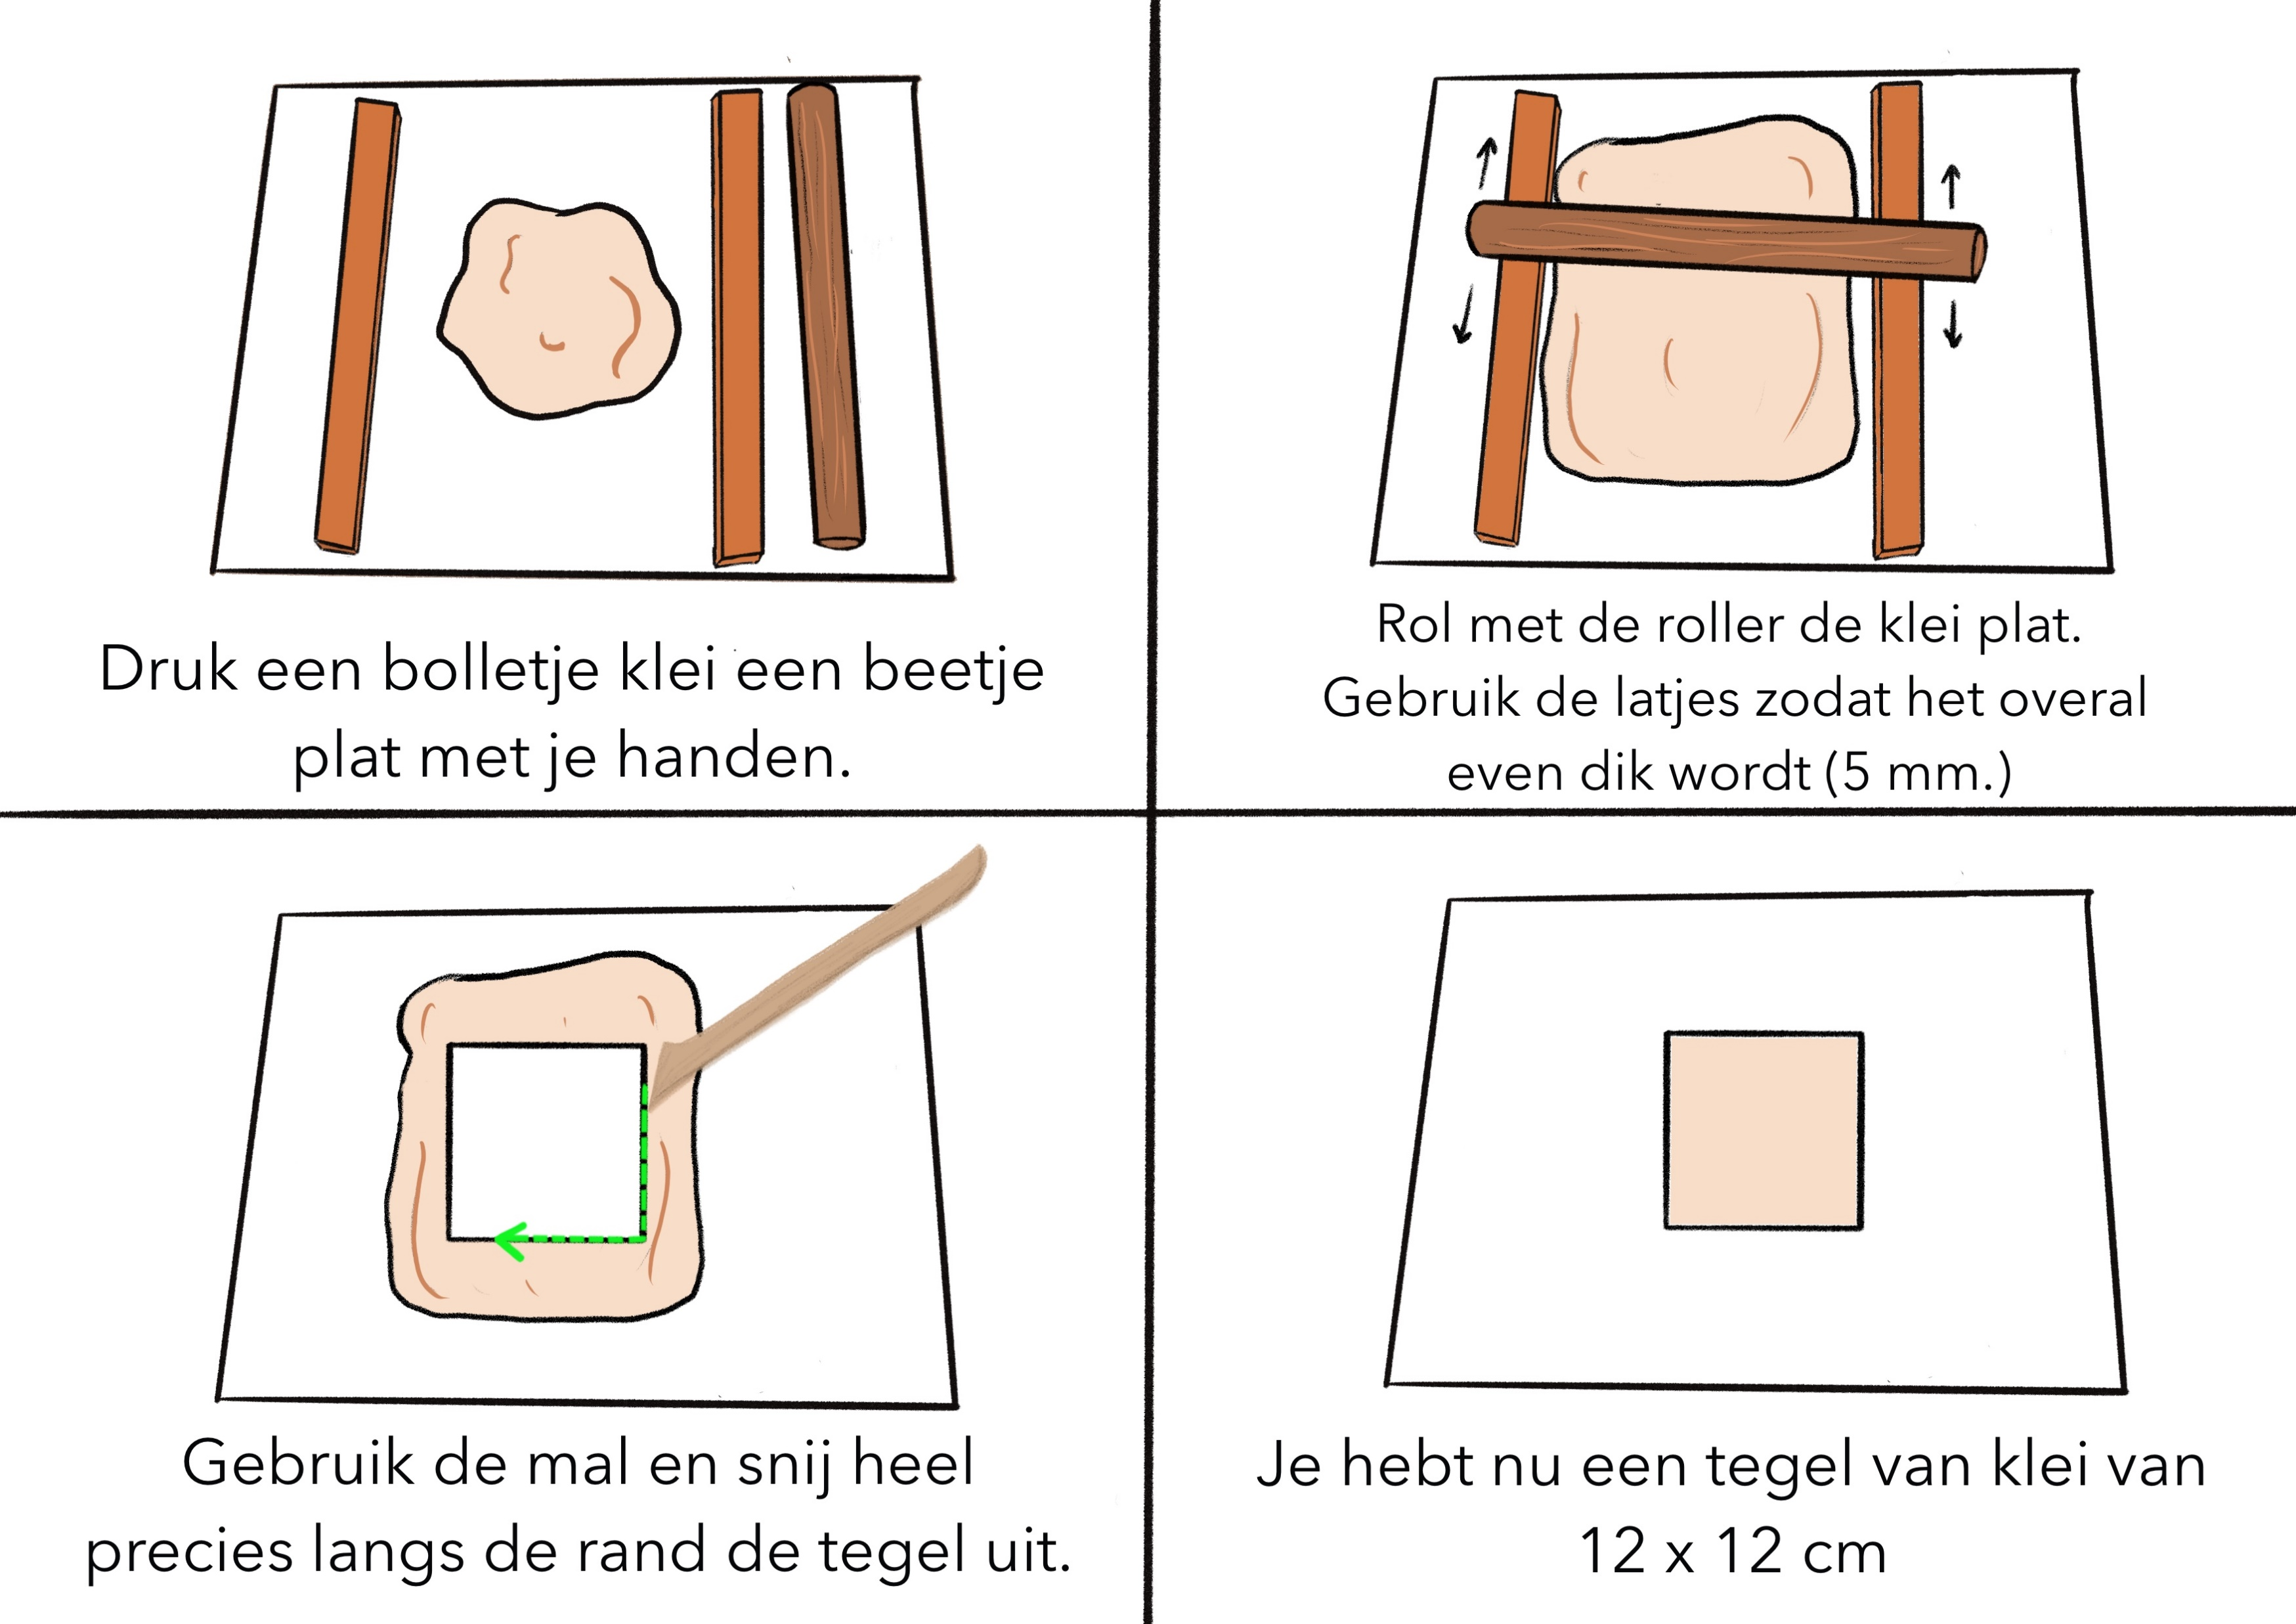 Druk een bolletje klei een beetje
plat met je handen.
Rol met de roller de klei plat.
Gebruik de latjes zodat het overal
even dik wordt (5 mm.)
Gebruik de mal en snij heel
precies langs de rand de tegel uit.
Je hebt nu een tegel van klei van
12 x 12 cm